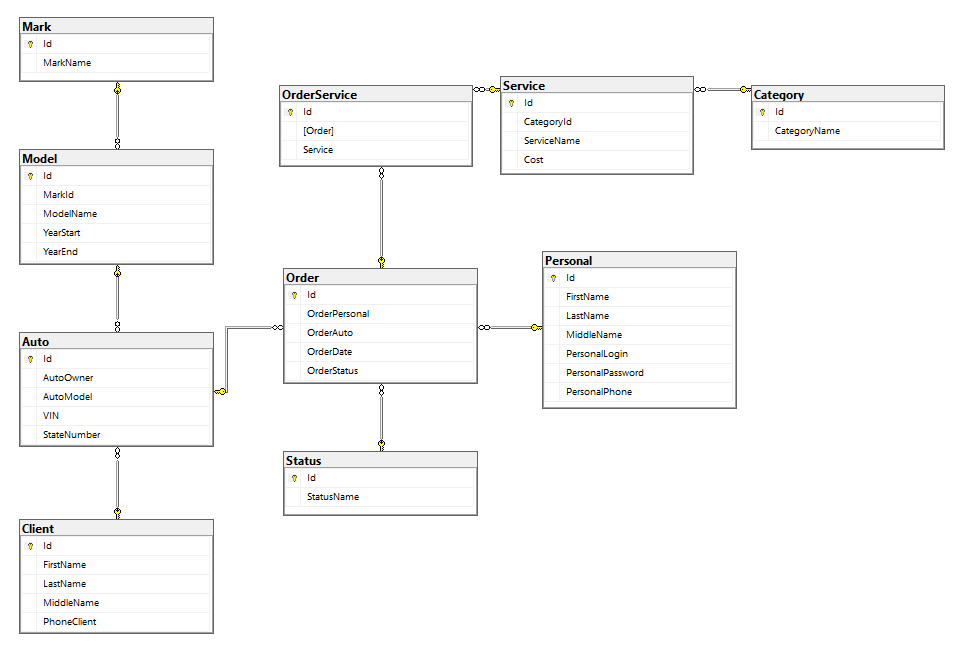 Mark
Id
MarkName
Model
Id
MarkId
ModelName
YearStart
YearEnd
Auto
Id
AutoOwner
AutoModel
VIN
StateNumber
Client
Id
FirstName
LastName
MiddleName
PhoneClient
OrderService
Id
[Order]
Service
Order
Id
OrderPersonal
OrderAuto
OrderDate
OrderStatus
Status
Id
StatusName
Service
Id
CategoryId
ServiceName
Cost
Personal
Id
FirstName
LastName
MiddleName
PersonalLogin
PersonalPassword
PersonalPhone
Category
Id
CategoryName